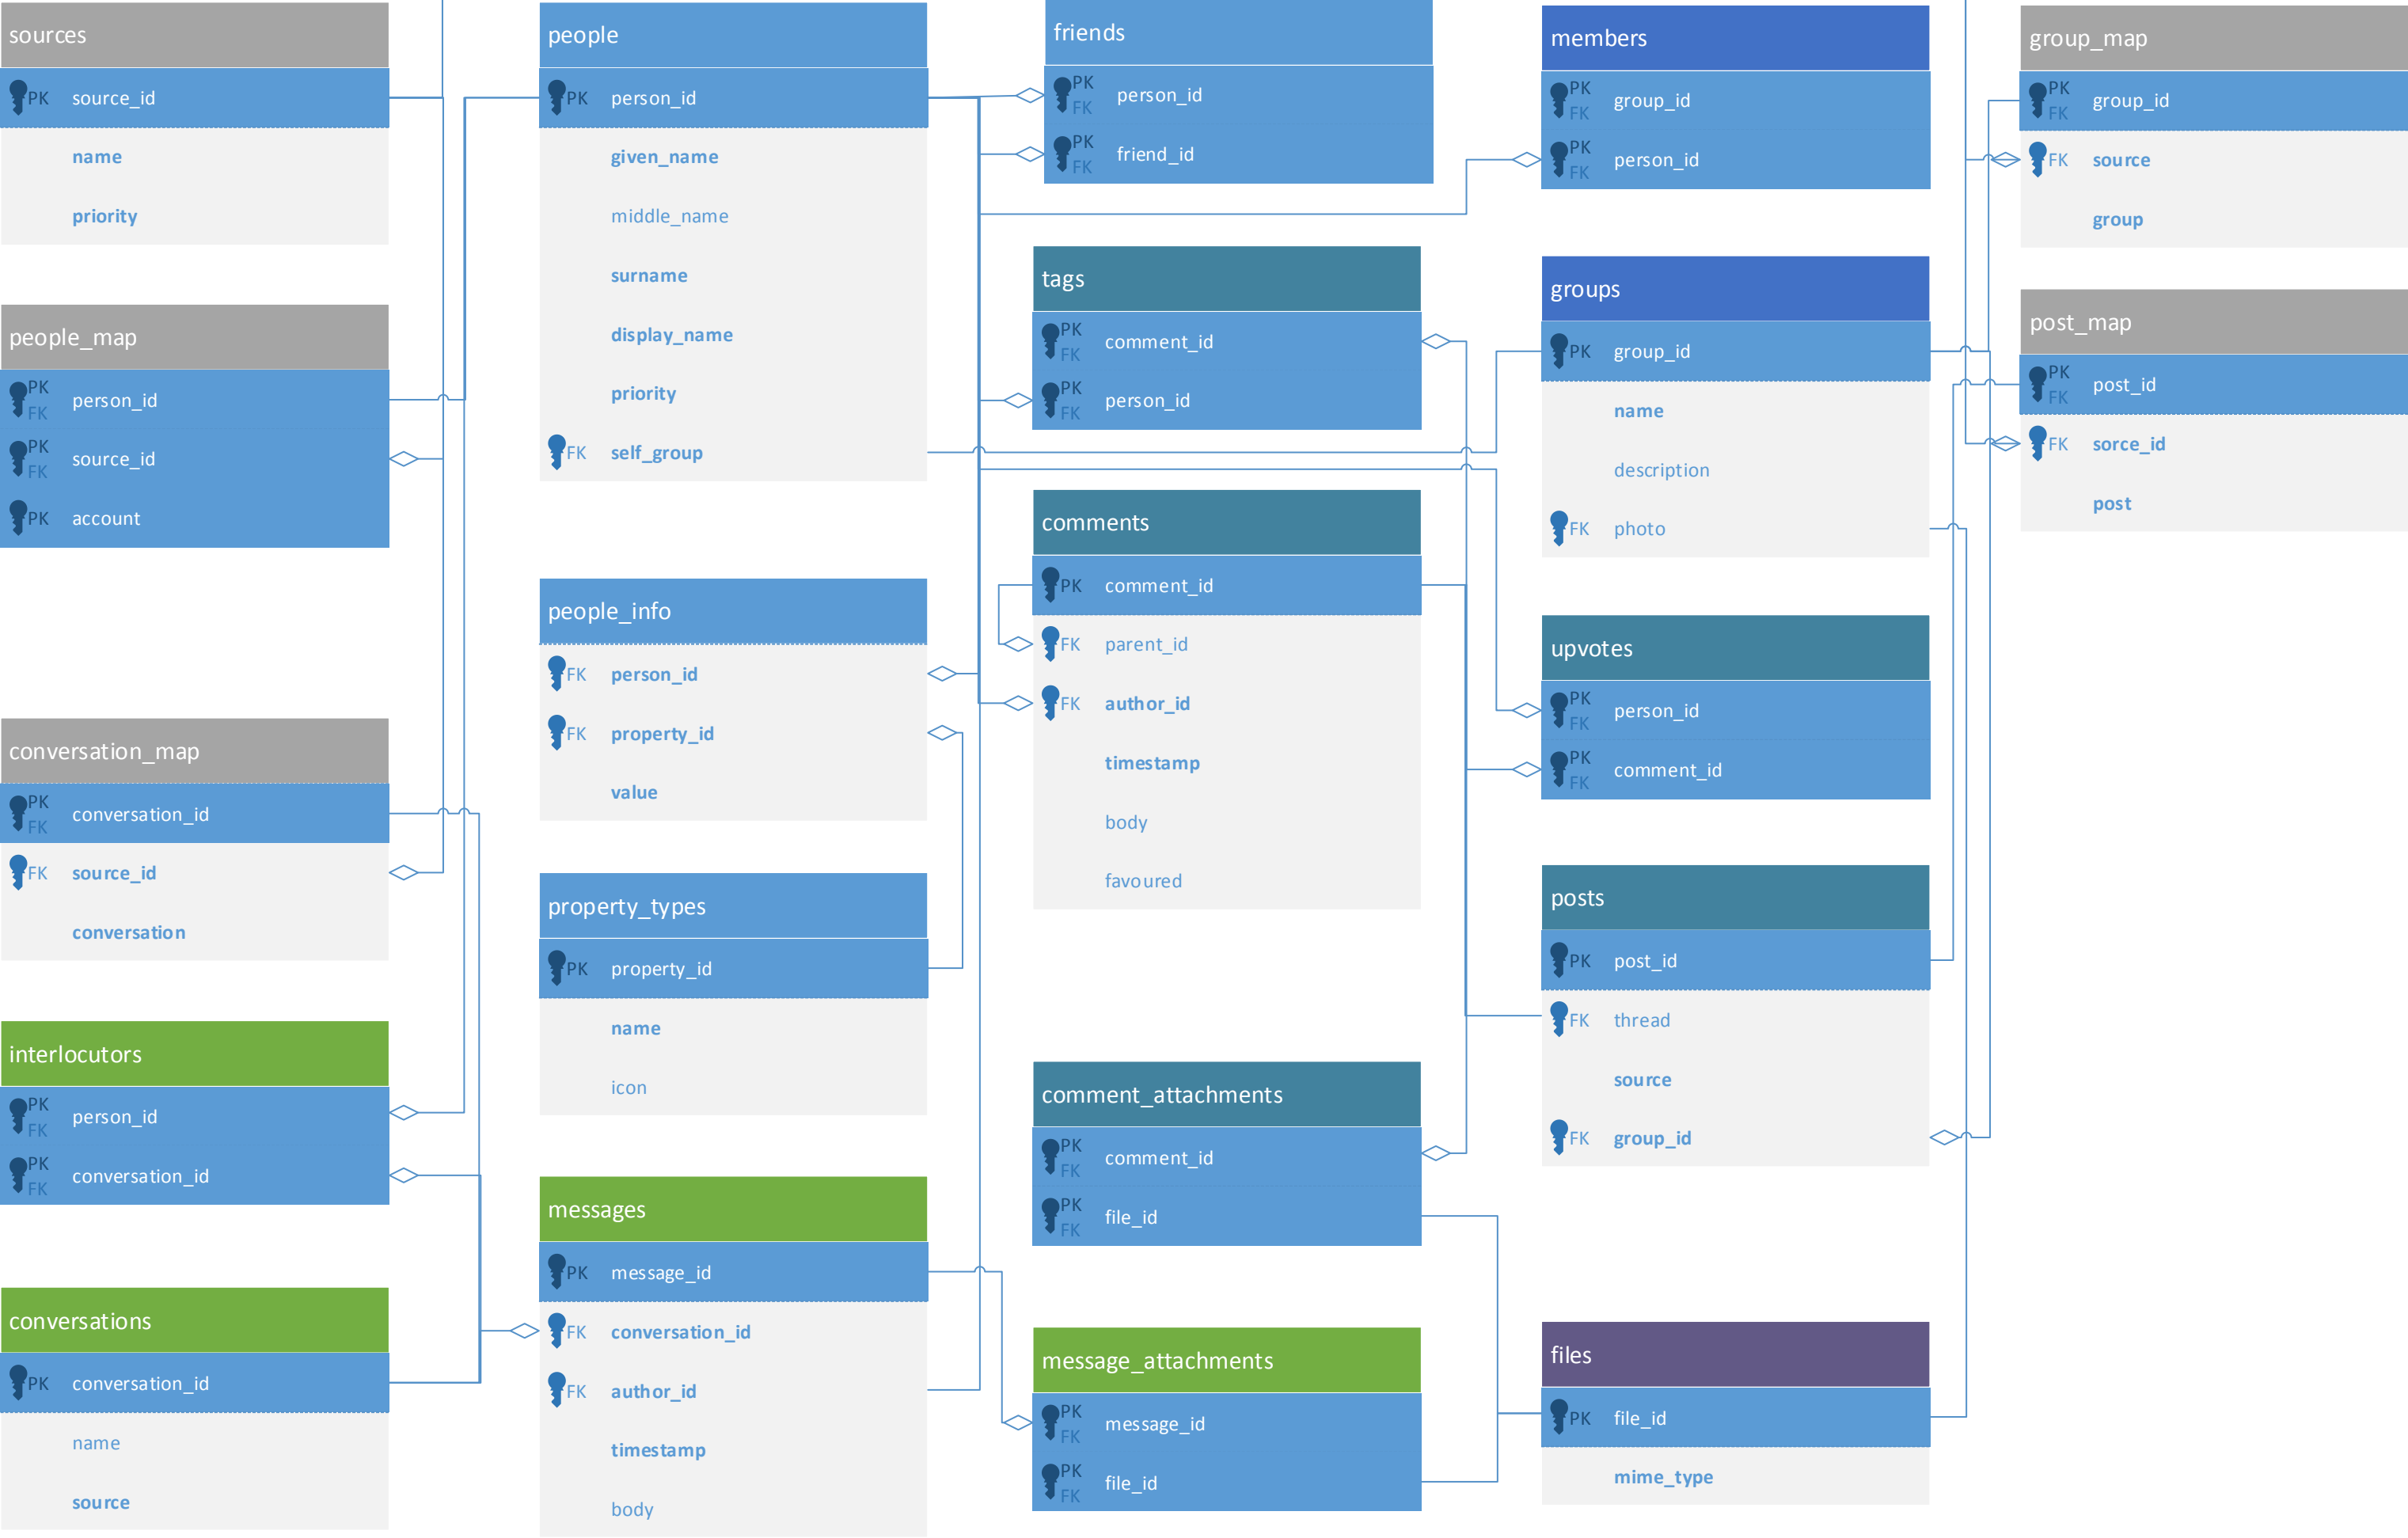 sources
PK source_id
name
priority
people_map
PK
FK
person_id
PK
FK
source_id
PK account
conversation_map
PK
FK
conversation_id
FK source_id
conversation
interlocutors
PK
FK
person_id
PK
FK
conversation_id
conversations
PK conversation_id
name
source
people
PK person_id
given_name
middle_name
surname
display_name
priority
FK self_group
people_info
FK person_id
FK property_id
value
property_types
PK property_id
name
icon
messages
PK message_id
FK conversation_id
FK author_id
timestamp
body
friends
PK
FK
person_id
PK
FK
friend_id
tags
PK
FK
comment_id
PK
FK
person_id
comments
PK comment_id
FK parent_id
FK author_id
timestamp
body
favoured
comment_attachments
PK
FK
comment_id
PK
FK
file_id
message_attachments
PK
FK
message_id
PK
FK
file_id
members
PK
FK
group_id
PK
FK
person_id
groups
PK group_id
name
description
FK photo
upvotes
PK
FK
person_id
PK
FK
comment_id
posts
PK post_id
FK thread
source
FK group_id
files
PK file_id
mime_type
group_map
PK
FK
group_id
FK source
group
post_map
PK
FK
post_id
FK sorce_id
post